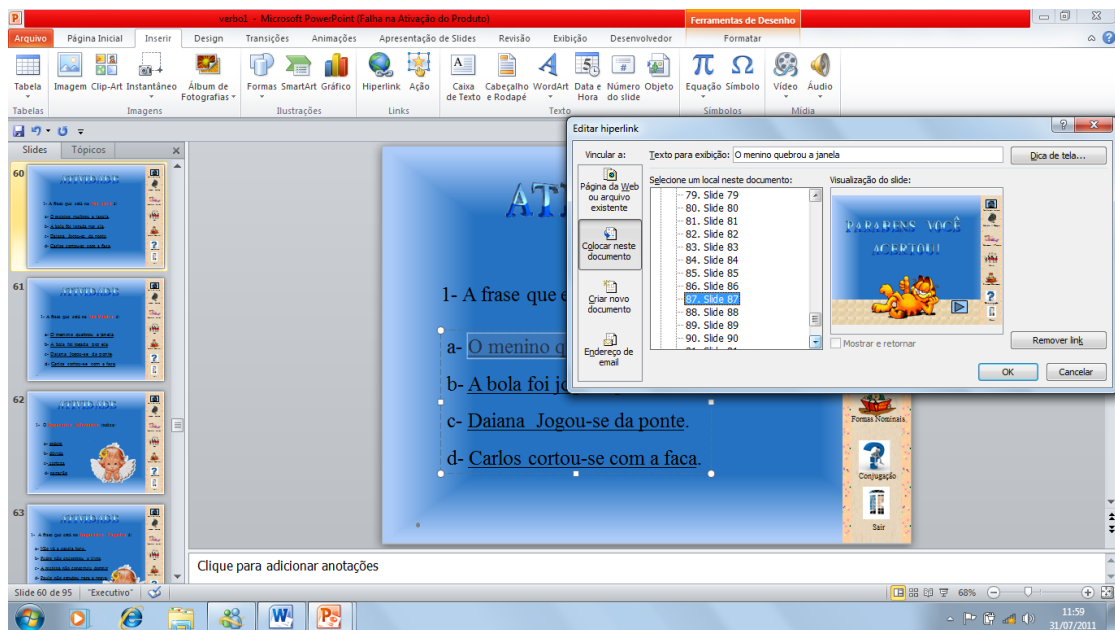 verbo1 - Microsoft PowerPoint (Falha na Ativação do Produto)
Ferramentas de Desenho
Arquivo Página Inicial Inserir Design Transições Animações Apresentação de Slides Revisão Exibição Desenvolvedor Formatar
Tabela Imagem Clip-Art Instantâneo Álbum de Fotografias Formas SmartArt Gráfico Hiperlink Ação Caixa de Texto Cabeçalho e Rodapé WordArt Data e Hora Número do slide Objeto Equação Símbolo Vídeo Áudio
Tabelas Imagens Ilustrações Links Texto Símbolos Mídia
Slides Tópicos
60
ATIVIDADE
61
ATIVIDADE
62
ATIVIDADE
63
ATIVIDADE
1- A frase que e
a- O menino q
b- A bola foi jo
c- Daiana Jogou-se da ponte.
d- Carlos cortou-se com a faca.
Formas Nominais
Conjugação
Sair
Editar hiperlink
Vincular a:
Texto para exibição: O menino quebrou a janela
Dica de tela...
Página da Web ou arquivo existente
Colocar neste documento
Criar novo documento
Endereço de email
Selecione um local neste documento:
79. Slide 79
80. Slide 80
81. Slide 81
82. Slide 82
83. Slide 83
84. Slide 84
85. Slide 85
86. Slide 86
87. Slide 87
88. Slide 88
89. Slide 89
90. Slide 90
Visualização do slide:
PARABENS VOCÊ
ACERTOU!
Mostrar e retornar
Remover link
OK Cancelar
Clique para adicionar anotações
Slide 60 de 95 "Executivo" 68%
11:59
31/07/2011